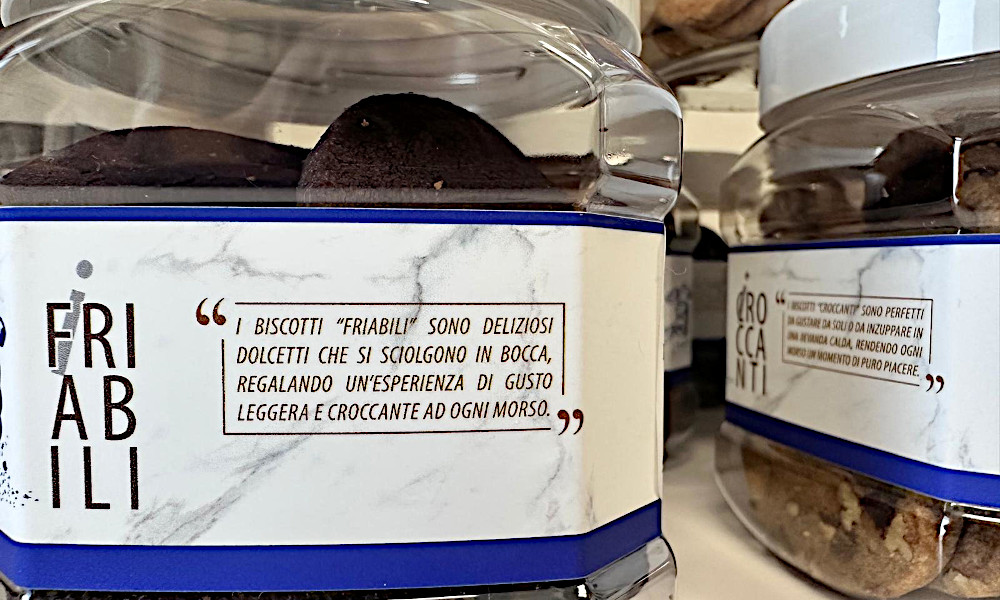 i
FRI
AB
ILI
“ I BISCOTTI “FRIABILI” SONO DELIZIOSI
DOLCETTI CHE SI SCIOLGONO IN BOCCA,
REGALANDO UN’ESPERIENZA DI GUSTO
LEGGERA E CROCCANTE AD OGNI MORSO. ”
i
CRO
CCA
NTI
“ I BISCOTTI “CROCCANTI” SONO PERFETTI
DA GUSTARE DA SOLI O DA INZUPPARE IN
UNA BEVANDA CALDA, RENDENDO OGNI
MORSO UN MOMENTO DI PURO PIACERE. ”